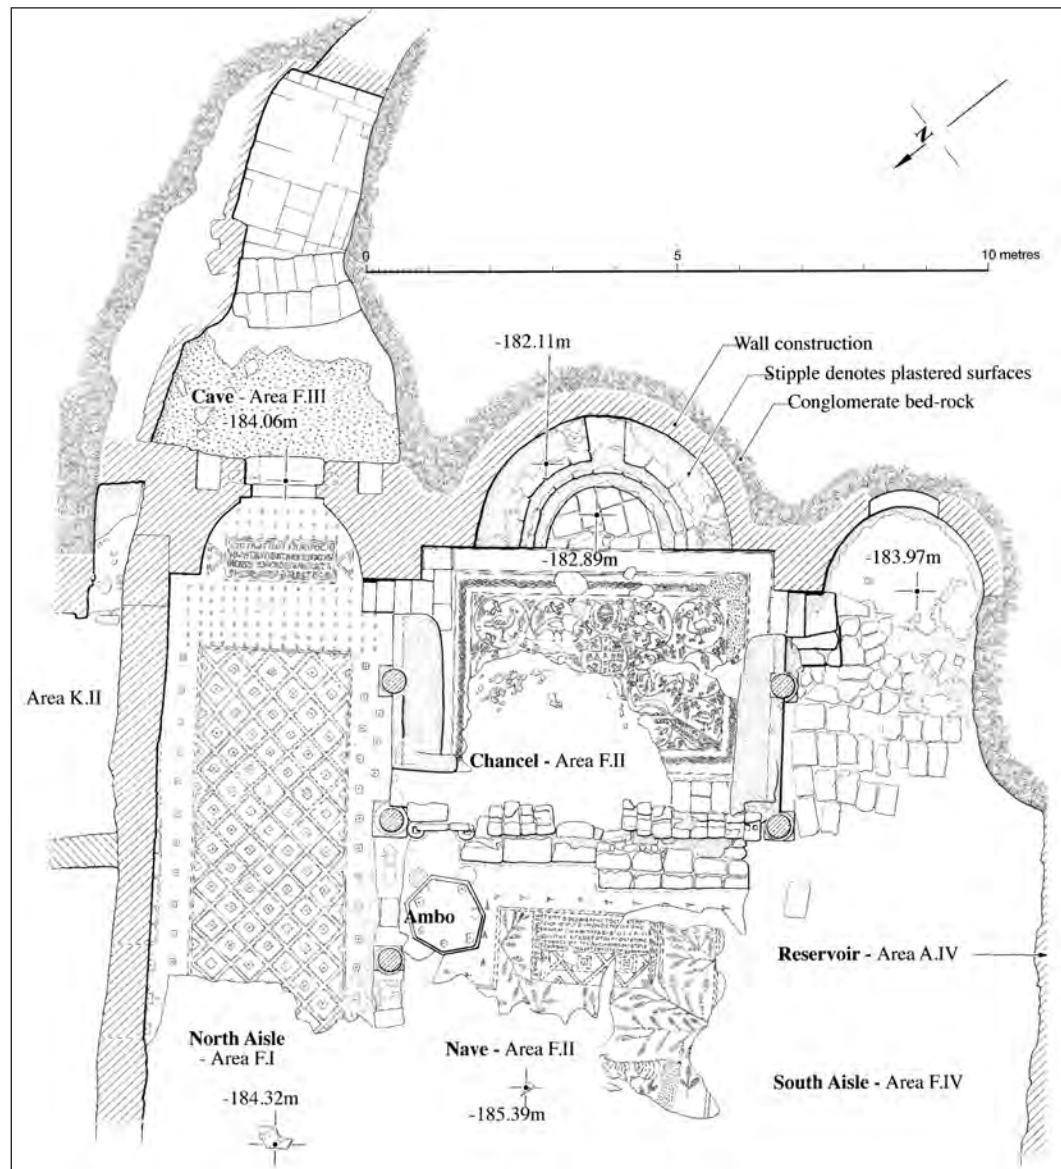 N
0
5
10 metres
-182.11m
Wall construction
Stipple denotes plastered surfaces
Conglomerate bed-rock
Cave - Area F.III
-184.06m
-182.89m
-183.97m
Area K.II
Chancel - Area F.II
Ambo
Reservoir - Area A.IV
North Aisle
- Area F.I
Nave - Area F.II
South Aisle - Area F.IV
-184.32m
-185.39m